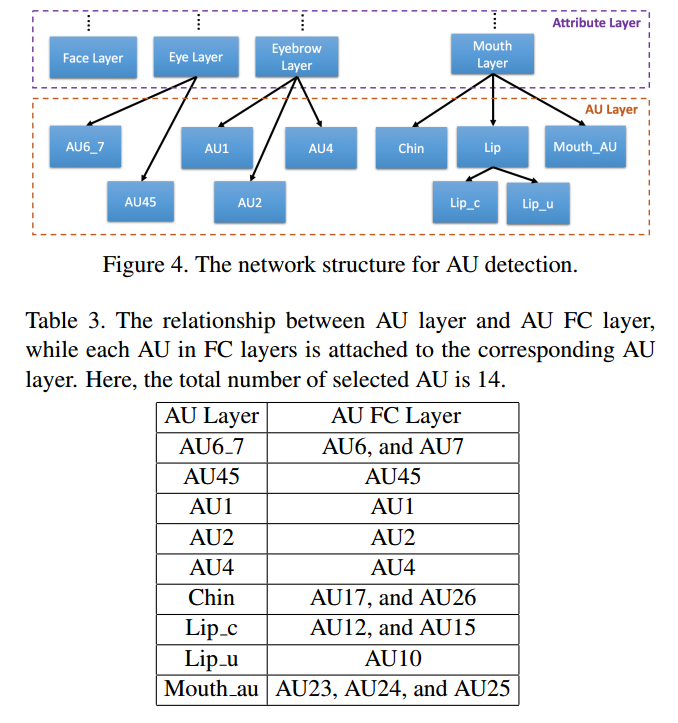 Attribute Layer
Face Layer
Eye Layer
Eyebrow
Layer
Mouth
Layer
AU Layer
AU6_7
AU1
AU4
Chin
Lip
Mouth_AU
AU45
AU2
Lip_c
Lip_u
Figure 4. The network structure for AU detection.
Table 3. The relationship between AU layer and AU FC layer,
while each AU in FC layers is attached to the corresponding AU
layer. Here, the total number of selected AU is 14.
AU Layer AU FC Layer
AU6_7 AU6, and AU7
AU45 AU45
AU1 AU1
AU2 AU2
AU4 AU4
Chin AU17, and AU26
Lip_c AU12, and AU15
Lip_u AU10
Mouth_au AU23, AU24, and AU25